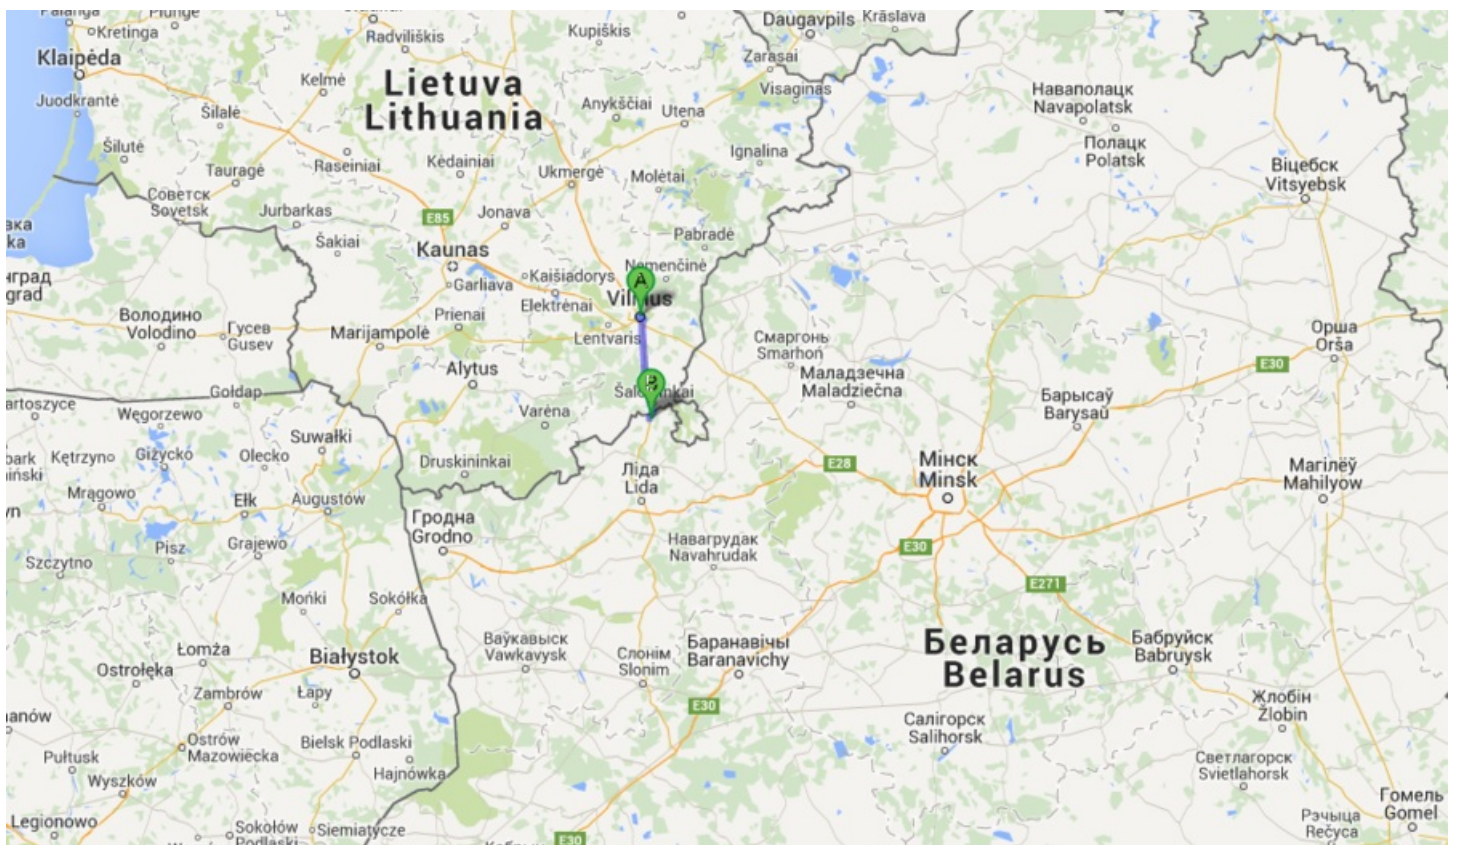 Palanga
Plungė
Kretinga
Klaipėda
Radviliškis
Kupiškis
Daugavpils
Krāslava
Kelmė
Lietuva
Lithuania
Zarasai
Visaginas
Juodkrantė
Šilalė
Anykščiai
Utena
Наваполацк
Navapolatsk
Šilutė
Raseiniai
Kėdainiai
Ukmergė
Molėtai
Ignalina
Полацк
Polatsk
Віцебск
Vitsyebsk
Tauragė
Советск
Sovetsk
Jurbarkas
E85
Jonava
Šakiai
Kaunas
Pabradė
Nemenčinė
Kaišiadorys
A
Garliava
Elektrėnai
град
grad
Володино
Volodino
Гусев
Gusev
Prienai
Marijampolė
Lentvaris
Смаргонь
Smarhoń
Орша
Orša
E30
Alytus
Маладзечна
Maladziečna
Барысаў
Barysaŭ
Gołdap
artoszyce
Węgorzewo
Varėna
Suwałki
Kętrzyno
Giżycko
Olecko
Druskininkai
Ліда
Lida
E28
Мінск
Minsk
Магілёў
Mahilyow
Mrągowo
Ełk
Augustów
Гродна
Grodno
Навагрудак
Navahrudak
E30
Szczytno
Pisz
Grajewo
E271
Mońki
Sokółka
Ваўкавыск
Vawkavysk
Слонім
Slonim
Баранавічы
Baranavichy
Беларусь
Belarus
Бабруйск
Babruysk
Łomża
Białystok
Ostrołęka
Zambrów
Łapy
E30
Жлобін
Žlobin
Салігорск
Salihorsk
Ostrów
Mazowiecka
Bielsk Podlaski
Hajnówka
Pułtusk
Wyszków
Светлагорск
Svietlahorsk
Гомель
Gomel
Legionowo
Sokołów
Siemiatycze
E30
Рэчыца
Rečyca